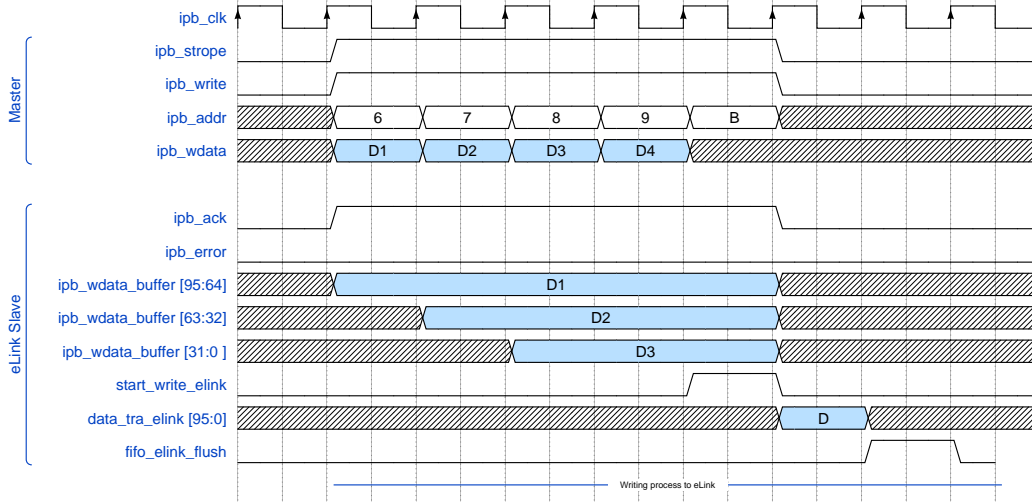 ipb_clk
Master
ipb_strope
ipb_write
ipb_addr 6 7 8 9 B
ipb_wdata D1 D2 D3 D4
eLink Slave
ipb_ack
ipb_error
ipb_wdata_buffer [95:64] D1
ipb_wdata_buffer [63:32] D2
ipb_wdata_buffer [31:0 ] D3
start_write_elink
data_tra_elink [95:0] D
fifo_elink_flush
Writing process to eLink